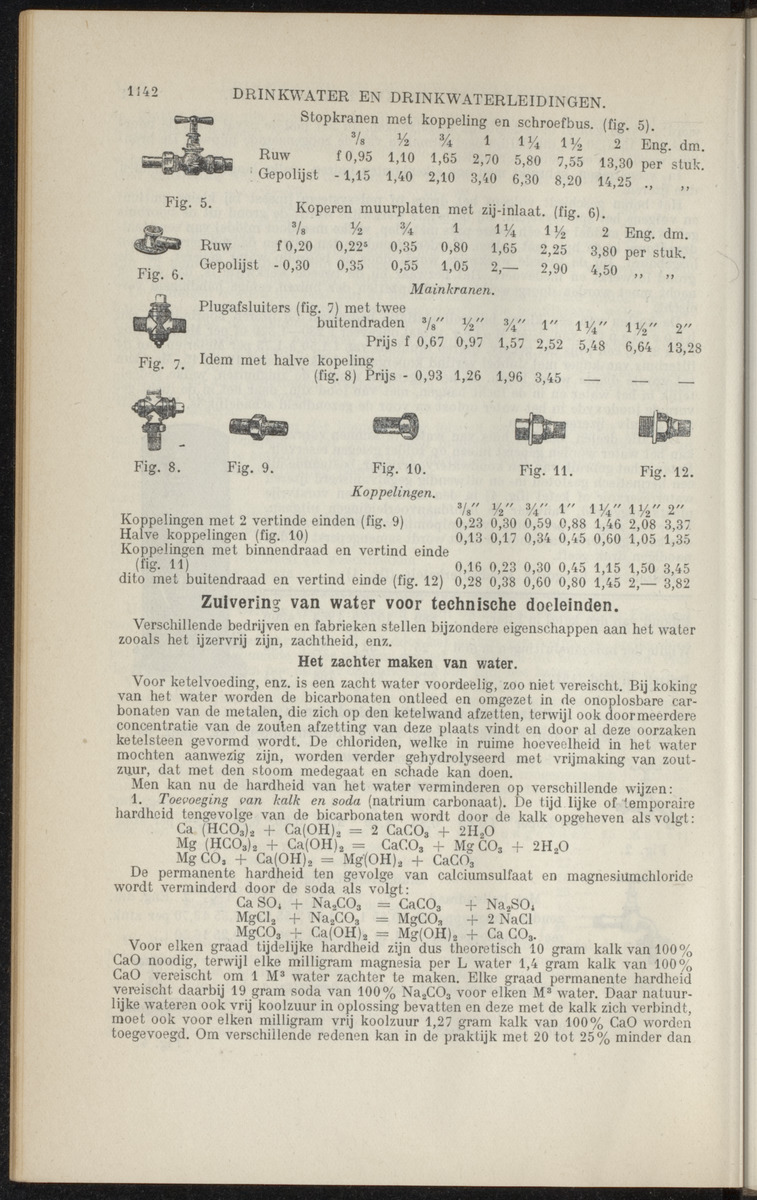 1142 DRINKWATER EN DRINKWATERLEIDINGEN.
Stopkranen met koppeling en schroefbus. (fig. 5).
3/8 ½ ¾ 1 1¼ 1½ 2 Eng. dm.
Ruw f 0,95 1,10 1,65 2,70 5,80 7,55 13,30 per stuk.
Gepolijst - 1,15 1,40 2,10 3,40 6,30 8,20 14,25 „ „
Fig. 5.
Koperen muurplaten met zij-inlaat. (fig. 6).
3/8 ½ ¾ 1 1¼ 1½ 2 Eng. dm.
Ruw f 0,20 0,22⁵ 0,35 0,80 1,65 2,25 3,80 per stuk.
Gepolijst - 0,30 0,35 0,55 1,05 2,— 2,90 4,50 „ „
Fig. 6.
Mainkranen.
Plugafsluiters (fig. 7) met twee
buitendraden 3/8″ ½″ ¾″ 1″ 1¼″ 1½″ 2″
Prijs f 0,67 0,97 1,57 2,52 5,48 6,64 13,28
Fig. 7. Idem met halve kopeling
(fig. 8) Prijs - 0,93 1,26 1,96 3,45 — — —
Fig. 8. Fig. 9. Fig. 10. Fig. 11. Fig. 12.
Koppelingen.
3/8″ ½″ ¾″ 1″ 1¼″ 1½″ 2″
Koppelingen met 2 vertinde einden (fig. 9) 0,23 0,30 0,59 0,88 1,46 2,08 3,37
Halve koppelingen (fig. 10) 0,13 0,17 0,34 0,45 0,60 1,05 1,35
Koppelingen met binnendraad en vertind einde
(fig. 11) 0,16 0,23 0,30 0,45 1,15 1,50 3,45
dito met buitendraad en vertind einde (fig. 12) 0,28 0,38 0,60 0,80 1,45 2,— 3,82
Zuivering van water voor technische doeleinden.
Verschillende bedrijven en fabrieken stellen bijzondere eigenschappen aan het water
zooals het ijzervrij zijn, zachtheid, enz.
Het zachter maken van water.
Voor ketelvoeding, enz. is een zacht water voordeelig, zoo niet vereischt. Bij koking
van het water worden de bicarbonaten ontleed en omgezet in de onoplosbare car-
bonaten van de metalen, die zich op den ketelwand afzetten, terwijl ook door meerdere
concentratie van de zouten afzetting van deze plaats vindt en door al deze oorzaken
ketelsteen gevormd wordt. De chloriden, welke in ruime hoeveelheid in het water
mochten aanwezig zijn, worden verder gehydrolyseerd met vrijmaking van zout-
zuur, dat met den stoom medegaat en schade kan doen.
Men kan nu de hardheid van het water verminderen op verschillende wijzen:
1. Toevoeging van kalk en soda (natrium carbonaat). De tijd lijke of temporaire
hardheid tengevolge van de bicarbonaten wordt door de kalk opgeheven als volgt:
Ca (HCO₃)₂ + Ca(OH)₂ = 2 CaCO₃ + 2H₂O
Mg (HCO₃)₂ + Ca(OH)₂ = CaCO₃ + Mg CO₃ + 2H₂O
Mg CO₃ + Ca(OH)₂ = Mg(OH)₂ + CaCO₃
De permanente hardheid ten gevolge van calciumsulfaat en magnesiumchloride
wordt verminderd door de soda als volgt:
Ca SO₄ + Na₂CO₃ = CaCO₃ + Na₂SO₄
MgCl₂ + Na₂CO₃ = MgCO₃ + 2 NaCl
MgCO₃ + Ca(OH)₂ = Mg(OH)₂ + Ca CO₃.
Voor elken graad tijdelijke hardheid zijn dus theoretisch 10 gram kalk van 100%
CaO noodig, terwijl elke milligram magnesia per L water 1,4 gram kalk van 100%
CaO vereischt om 1 M³ water zachter te maken. Elke graad permanente hardheid
vereischt daarbij 19 gram soda van 100% Na₂CO₃ voor elken M³ water. Daar natuur-
lijke wateren ook vrij koolzuur in oplossing bevatten en deze met de kalk zich verbindt,
moet ook voor elken milligram vrij koolzuur 1,27 gram kalk van 100% CaO worden
toegevoegd. Om verschillende redenen kan in de praktijk met 20 tot 25% minder dan